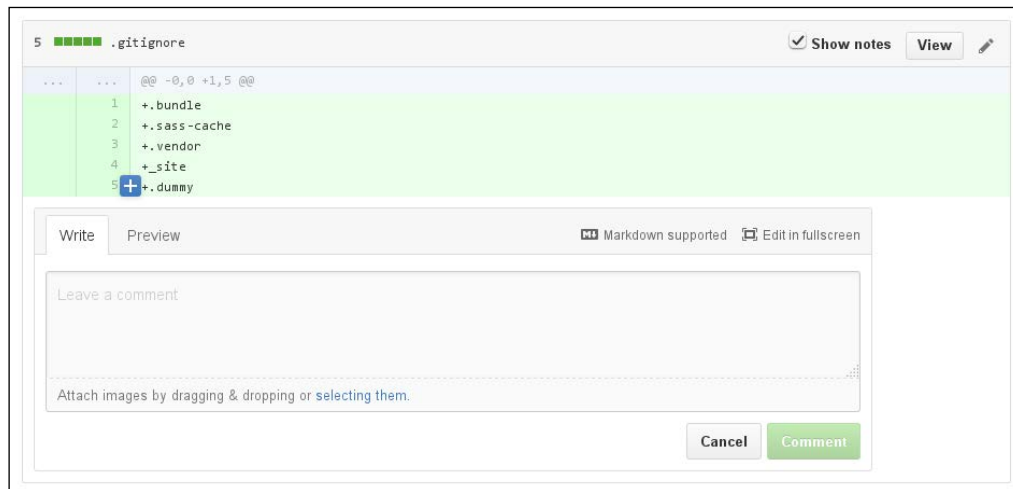 5 .gitignore Show notes View
... ... @@ -0,0 +1,5 @@
1 +.bundle
2 +.sass-cache
3 +.vendor
4 +_site
5 +.dummy
Write Preview Markdown supported Edit in fullscreen
Leave a comment
Attach images by dragging & dropping or selecting them.
Cancel Comment